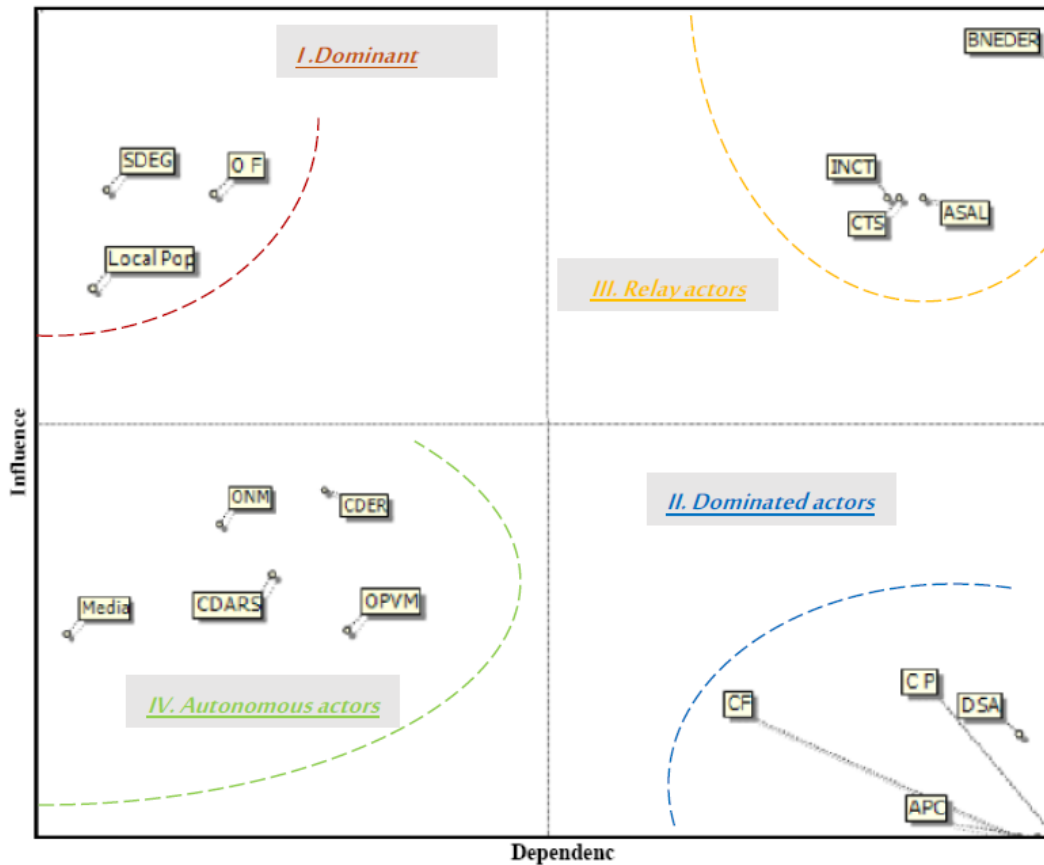 I .Dominant
BNEDER
SDEG
O F
INCT
CTS
ASAL
Local Pop
III. Relay actors
Influence
ONM
CDER
II. Dominated actors
Media
CDARS
OPVM
IV. Autonomous actors
CF
C P
DSA
APC
Dependenc